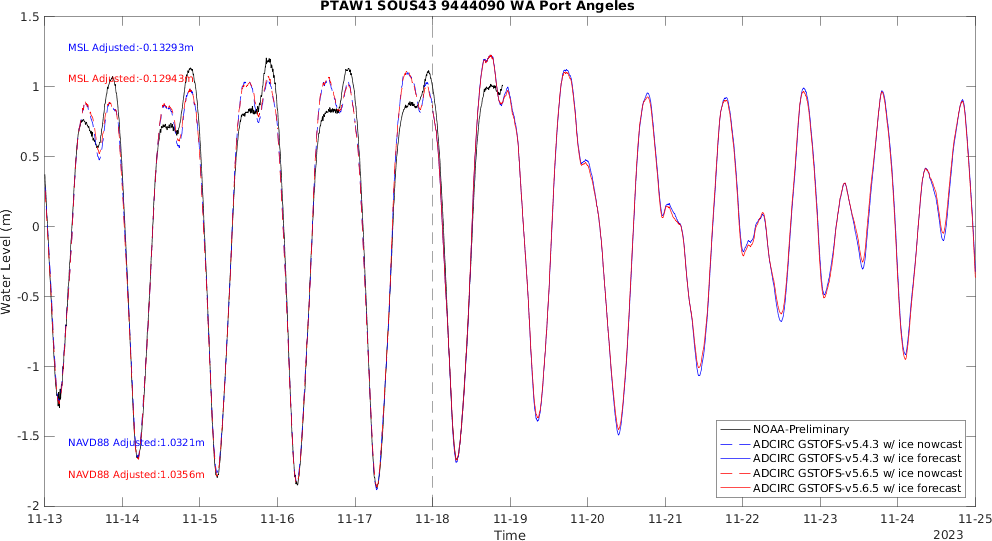 PTAW1 SOUS43 9444090 WA Port Angeles
1.5
1
0.5
0
-0.5
-1
-1.5
-2
Water Level (m)
MSL Adjusted:-0.13293m
MSL Adjusted:-0.12943m
NAVD88 Adjusted:1.0321m
NAVD88 Adjusted:1.0356m
NOAA-Preliminary
ADCIRC GSTOFS-v5.4.3 w/ ice nowcast
ADCIRC GSTOFS-v5.4.3 w/ ice forecast
ADCIRC GSTOFS-v5.6.5 w/ ice nowcast
ADCIRC GSTOFS-v5.6.5 w/ ice forecast
11-13 11-14 11-15 11-16 11-17 11-18 11-19 11-20 11-21 11-22 11-23 11-24 11-25
Time
2023